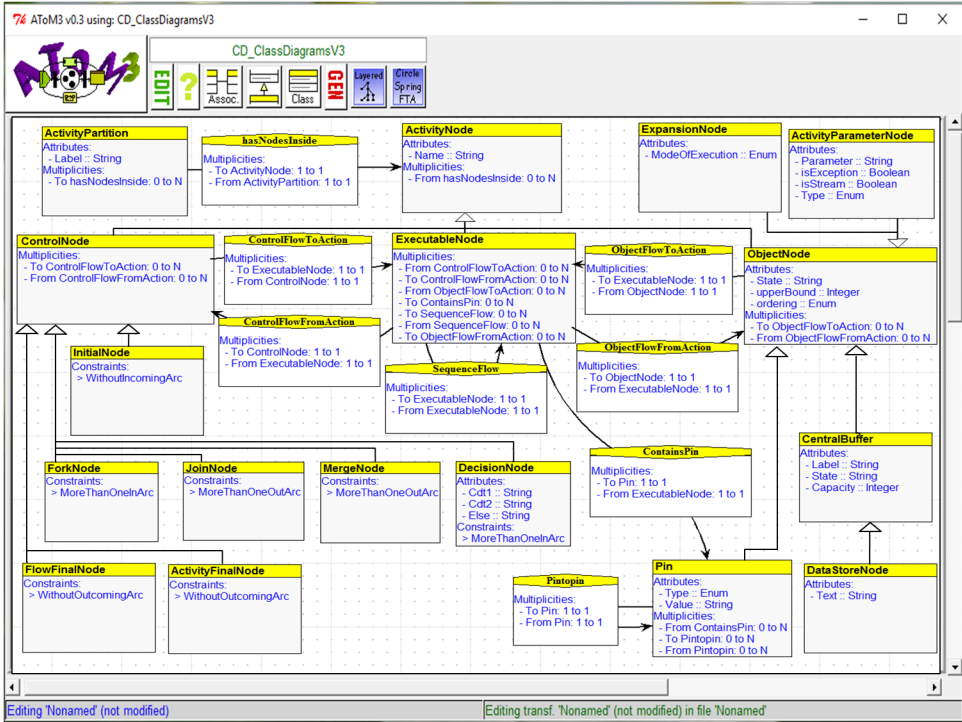 AToM3 v0.3 using: CD_ClassDiagramsV3
ATOM3
CD_ClassDiagramsV3
EDIT
?
Assoc.
Class
GEN
Layered
Circle
Spring
FTA
ActivityPartition
Attributes:
- Label :: String
Multiplicities:
- To hasNodesInside: 0 to N
hasNodesInside
Multiplicities:
- To ActivityNode: 1 to 1
- From ActivityPartition: 1 to 1
ActivityNode
Attributes:
- Name :: String
Multiplicities:
- From hasNodesInside: 0 to N
ExpansionNode
Attributes:
- ModeOfExecution :: Enum
ActivityParameterNode
Attributes:
- Parameter :: String
- isException :: Boolean
- isStream :: Boolean
- Type :: Enum
ControlNode
Multiplicities:
- To ControlFlowToAction: 0 to N
- From ControlFlowFromAction: 0 to N
ControlFlowToAction
Multiplicities:
- To ExecutableNode: 1 to 1
- From ControlNode: 1 to 1
ExecutableNode
Multiplicities:
- From ControlFlowToAction: 0 to N
- To ControlFlowFromAction: 0 to N
- From ObjectFlowToAction: 0 to N
- To ContainsPin: 0 to N
- To SequenceFlow: 0 to N
- From SequenceFlow: 0 to N
- To ObjectFlowFromAction: 0 to N
ObjectFlowToAction
Multiplicities:
- To ExecutableNode: 1 to 1
- From ObjectNode: 1 to 1
ObjectNode
Attributes:
- State :: String
- upperBound :: Integer
- ordering :: Enum
Multiplicities:
- To ObjectFlowToAction: 0 to N
- From ObjectFlowFromAction: 0 to N
ControlFlowFromAction
Multiplicities:
- To ControlNode: 1 to 1
- From ExecutableNode: 1 to 1
ObjectFlowFromAction
Multiplicities:
- To ObjectNode: 1 to 1
- From ExecutableNode: 1 to 1
InitialNode
Constraints:
> WithoutIncomingArc
SequenceFlow
Multiplicities:
- To ExecutableNode: 1 to 1
- From ExecutableNode: 1 to 1
CentralBuffer
Attributes:
- Label :: String
- State :: String
- Capacity :: Integer
ContainsPin
Multiplicities:
- To Pin: 1 to 1
- From ExecutableNode: 1 to 1
ForkNode
Constraints:
> MoreThanOneInArc
JoinNode
Constraints:
> MoreThanOneOutArc
MergeNode
Constraints:
> MoreThanOneOutArc
DecisionNode
Attributes:
- Cdt1 :: String
- Cdt2 :: String
- Else :: String
Constraints:
> MoreThanOneInArc
FlowFinalNode
Constraints:
> WithoutOutcomingArc
ActivityFinalNode
Constraints:
> WithoutOutcomingArc
Pintopin
Multiplicities:
- To Pin: 1 to 1
- From Pin: 1 to 1
Pin
Attributes:
- Type :: Enum
- Value :: String
Multiplicities:
- From ContainsPin: 0 to N
- To Pintopin: 0 to N
- From Pintopin: 0 to N
DataStoreNode
Attributes:
- Text :: String
Editing 'Nonamed' (not modified)
Editing transf. 'Nonamed' (not modified) in file 'Nonamed'